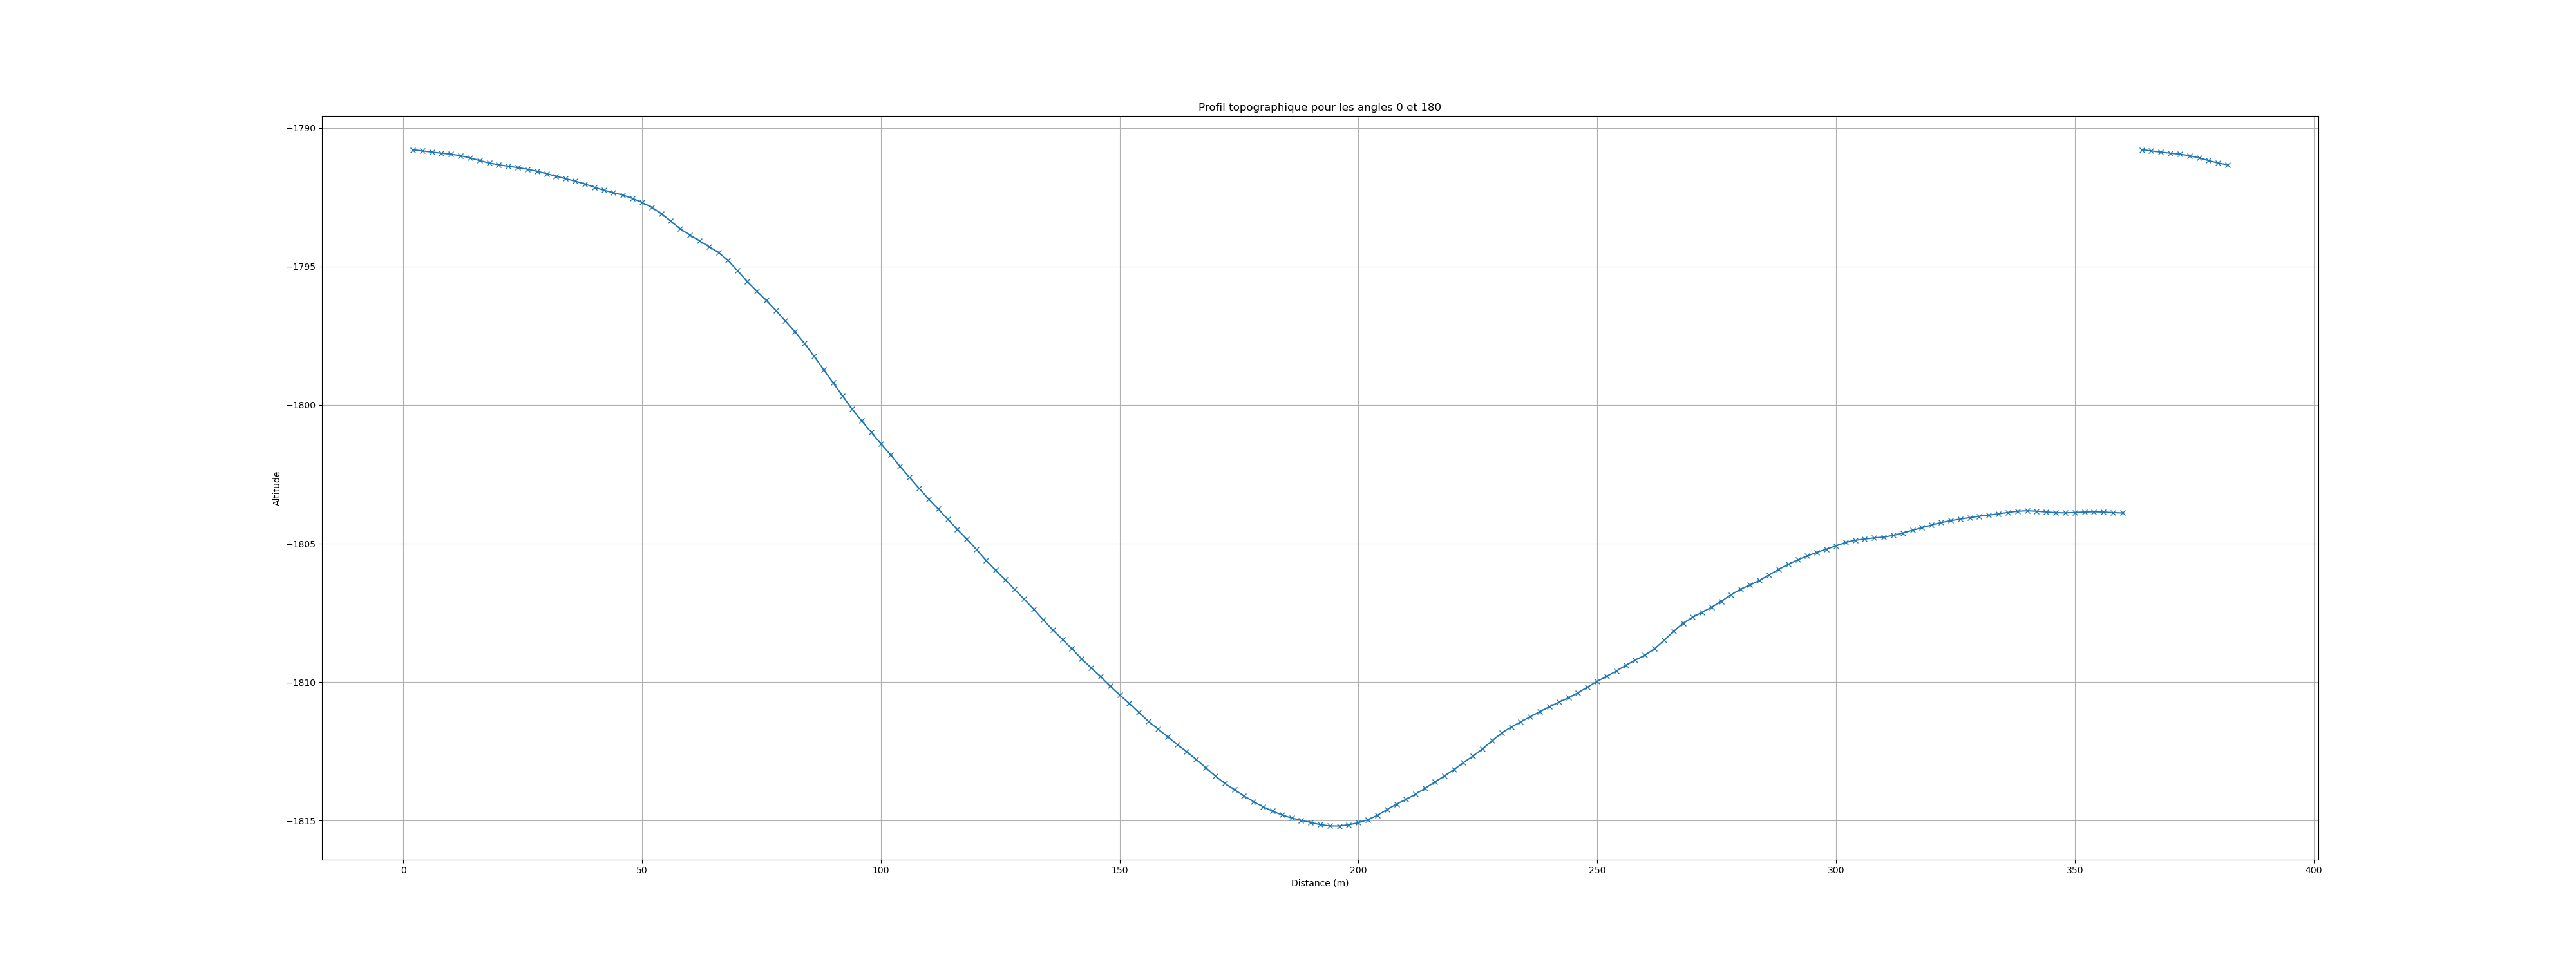 Profil topographique pour les angles 0 et 180
−1790
−1795
−1800
−1805
−1810
−1815
Altitude
0 50 100 150 200 250 300 350 400
Distance (m)